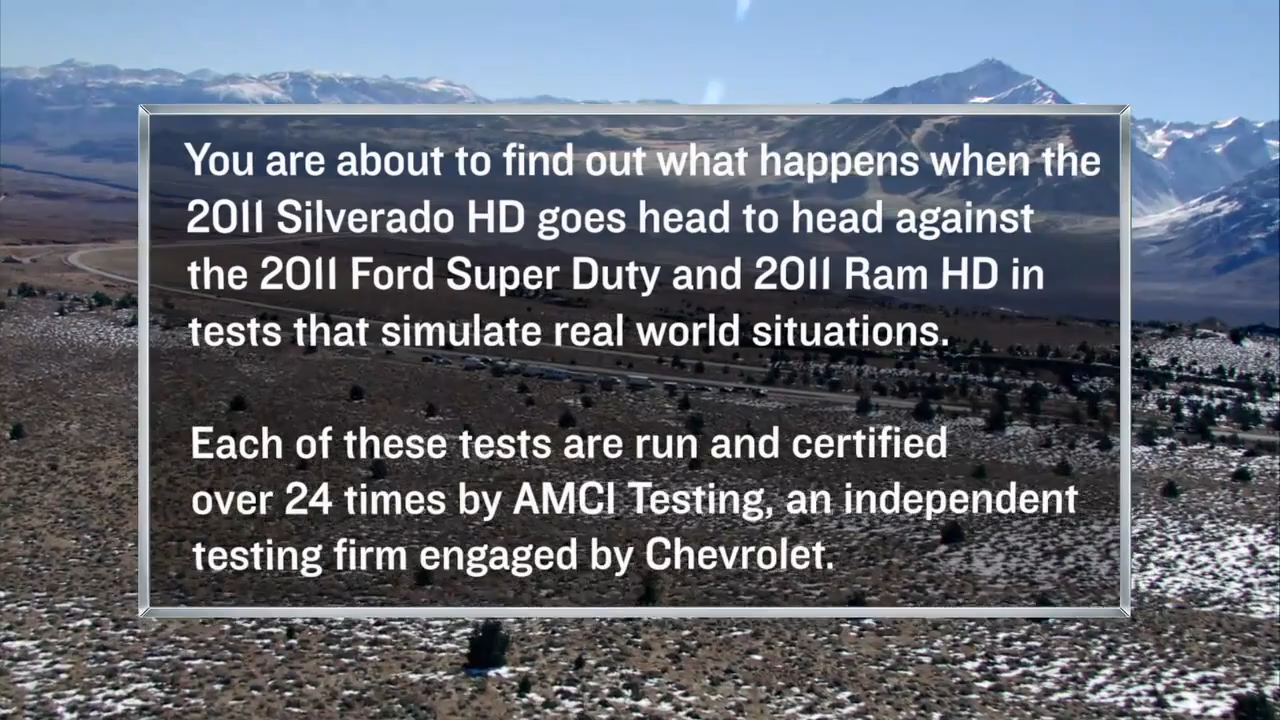 You are about to find out what happens when the
2011 Silverado HD goes head to head against
the 2011 Ford Super Duty and 2011 Ram HD in
tests that simulate real world situations.
Each of these tests are run and certified
over 24 times by AMCI Testing, an independent
testing firm engaged by Chevrolet.